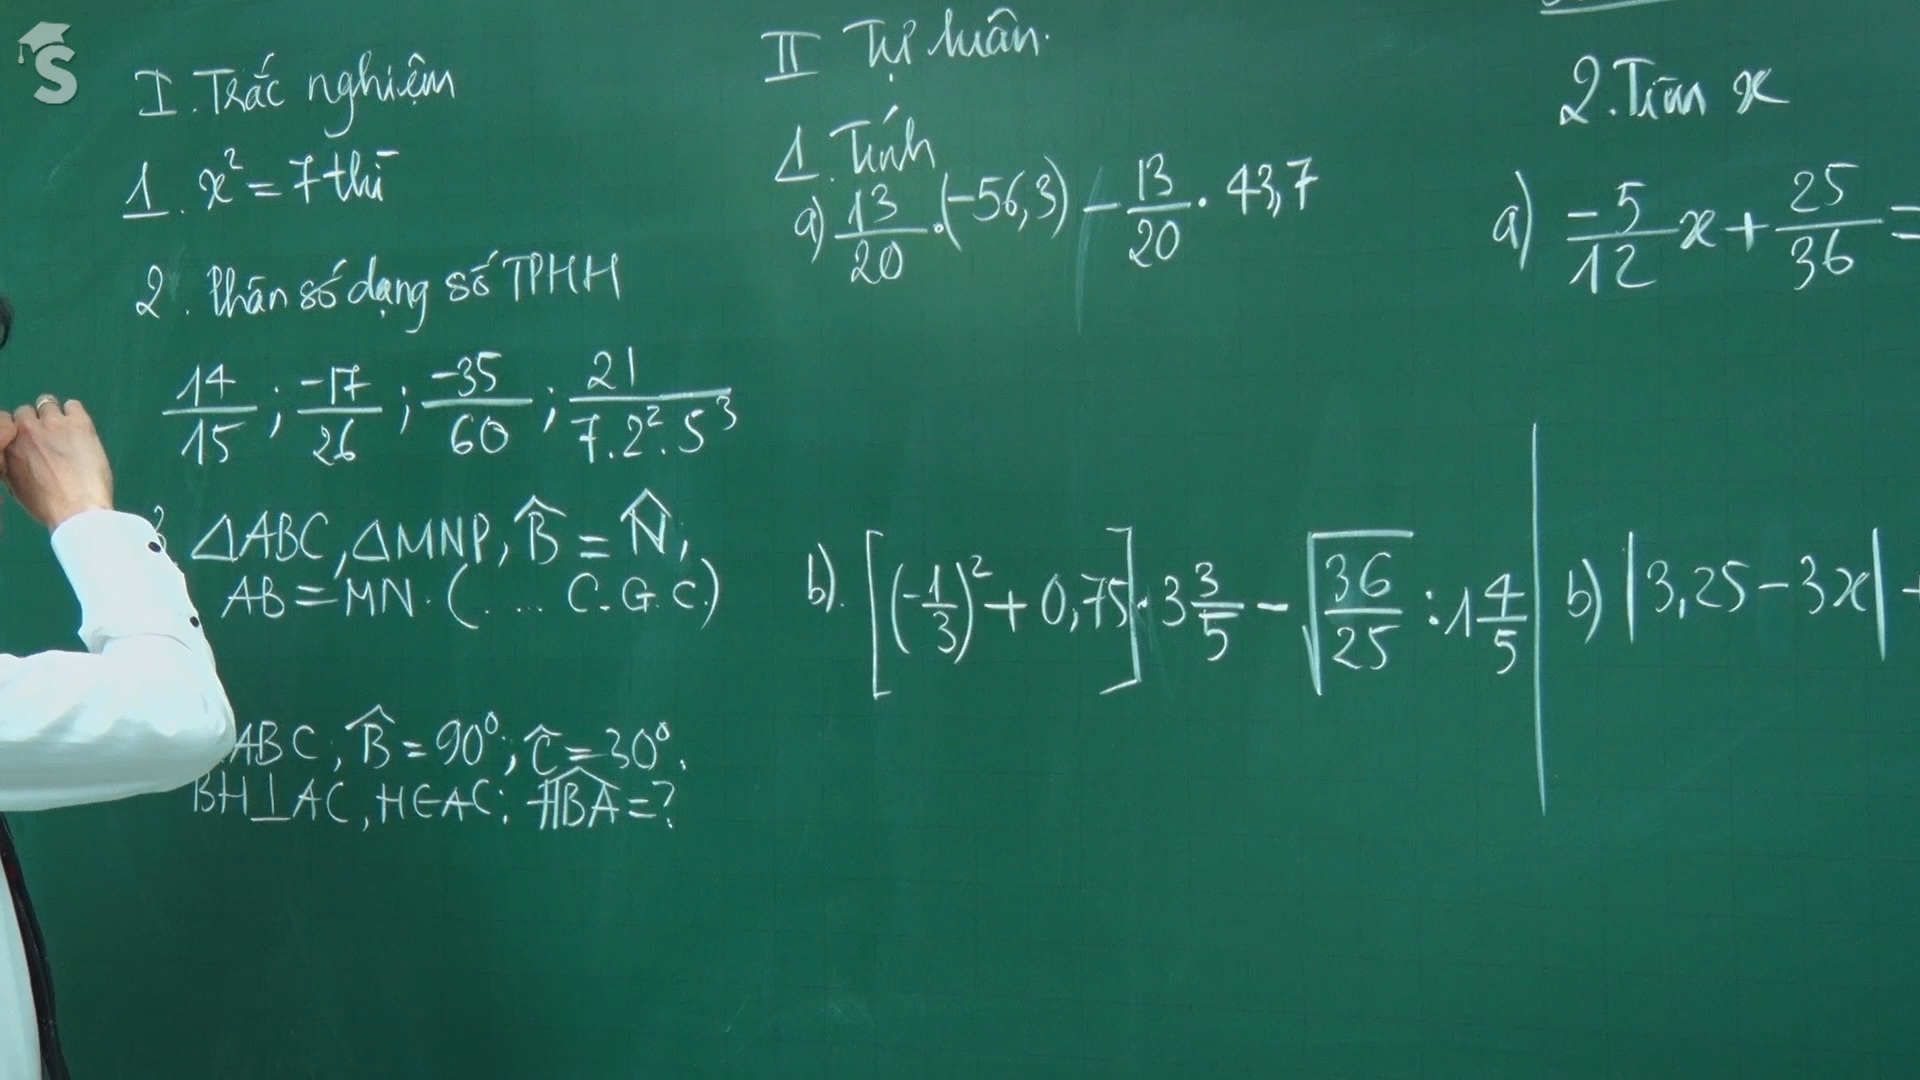 S
I. Trắc nghiệm
1. x² = 7 thì
2. Phân số dạng số TPHH
14/15 ; -17/26 ; -35/60 ; 21/(7.2².5³)
3 ΔABC, ΔMNP, B̂ = N̂,
AB = MN. (. ... C.G.C.)
ABC; B̂ = 90°; Ĉ = 30°.
BH⊥AC, H∈AC: HBA = ?
II Tự luân.
1. Tính
a) 13/20 . (-56,3) - 13/20 . 43,7
b). [(-1/3)² + 0,75] . 3 3/5 - √(36/25) : 1 4/5
2. Tìm x
a) -5/12 x + 25/36 =
b) |3,25 - 3x| +